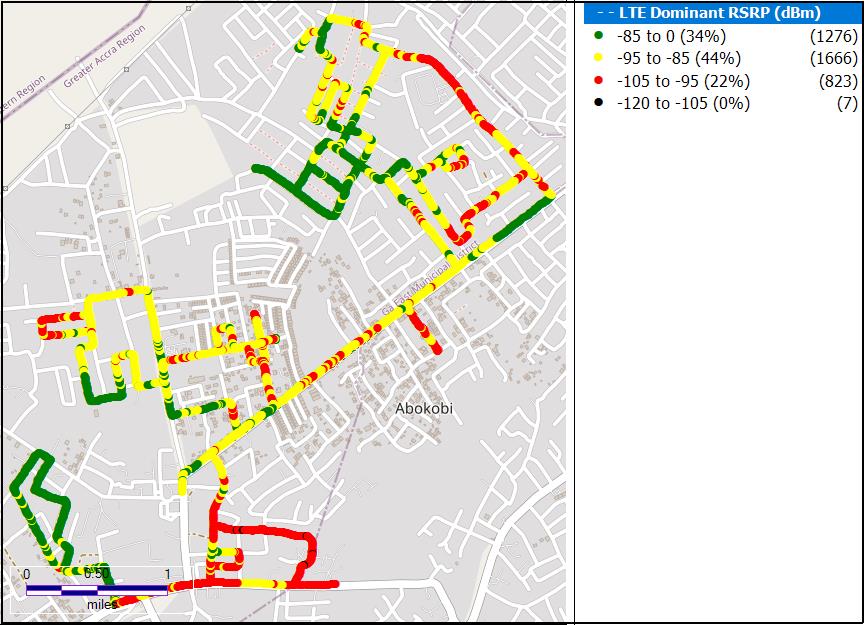 - - LTE Dominant RSRP (dBm)
-85 to 0 (34%) (1276)
-95 to -85 (44%) (1666)
-105 to -95 (22%) (823)
-120 to -105 (0%) (7)
Greater Accra Region
ern Region
Ga East Municipal District
Abokobi
0 0.50 1
miles